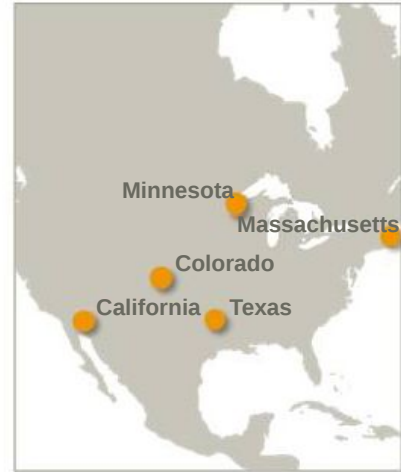 Minnesota
Massachusetts
Colorado
California
Texas